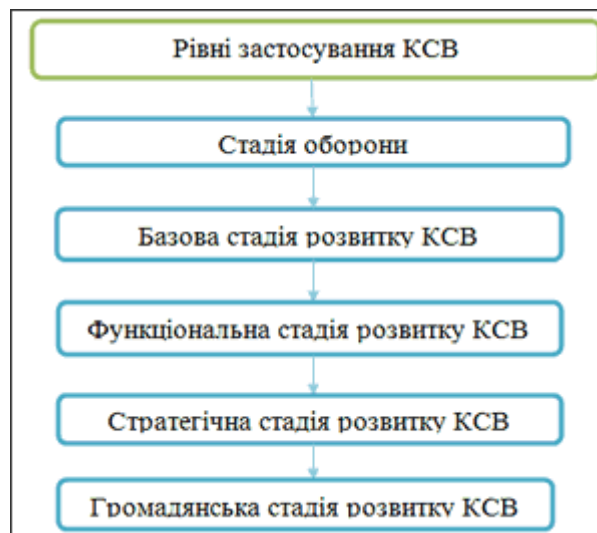 Рівні застосування КСВ
Стадія оборони
Базова стадія розвитку КСВ
Функціональна стадія розвитку КСВ
Стратегічна стадія розвитку КСВ
Громадянська стадія розвитку КСВ